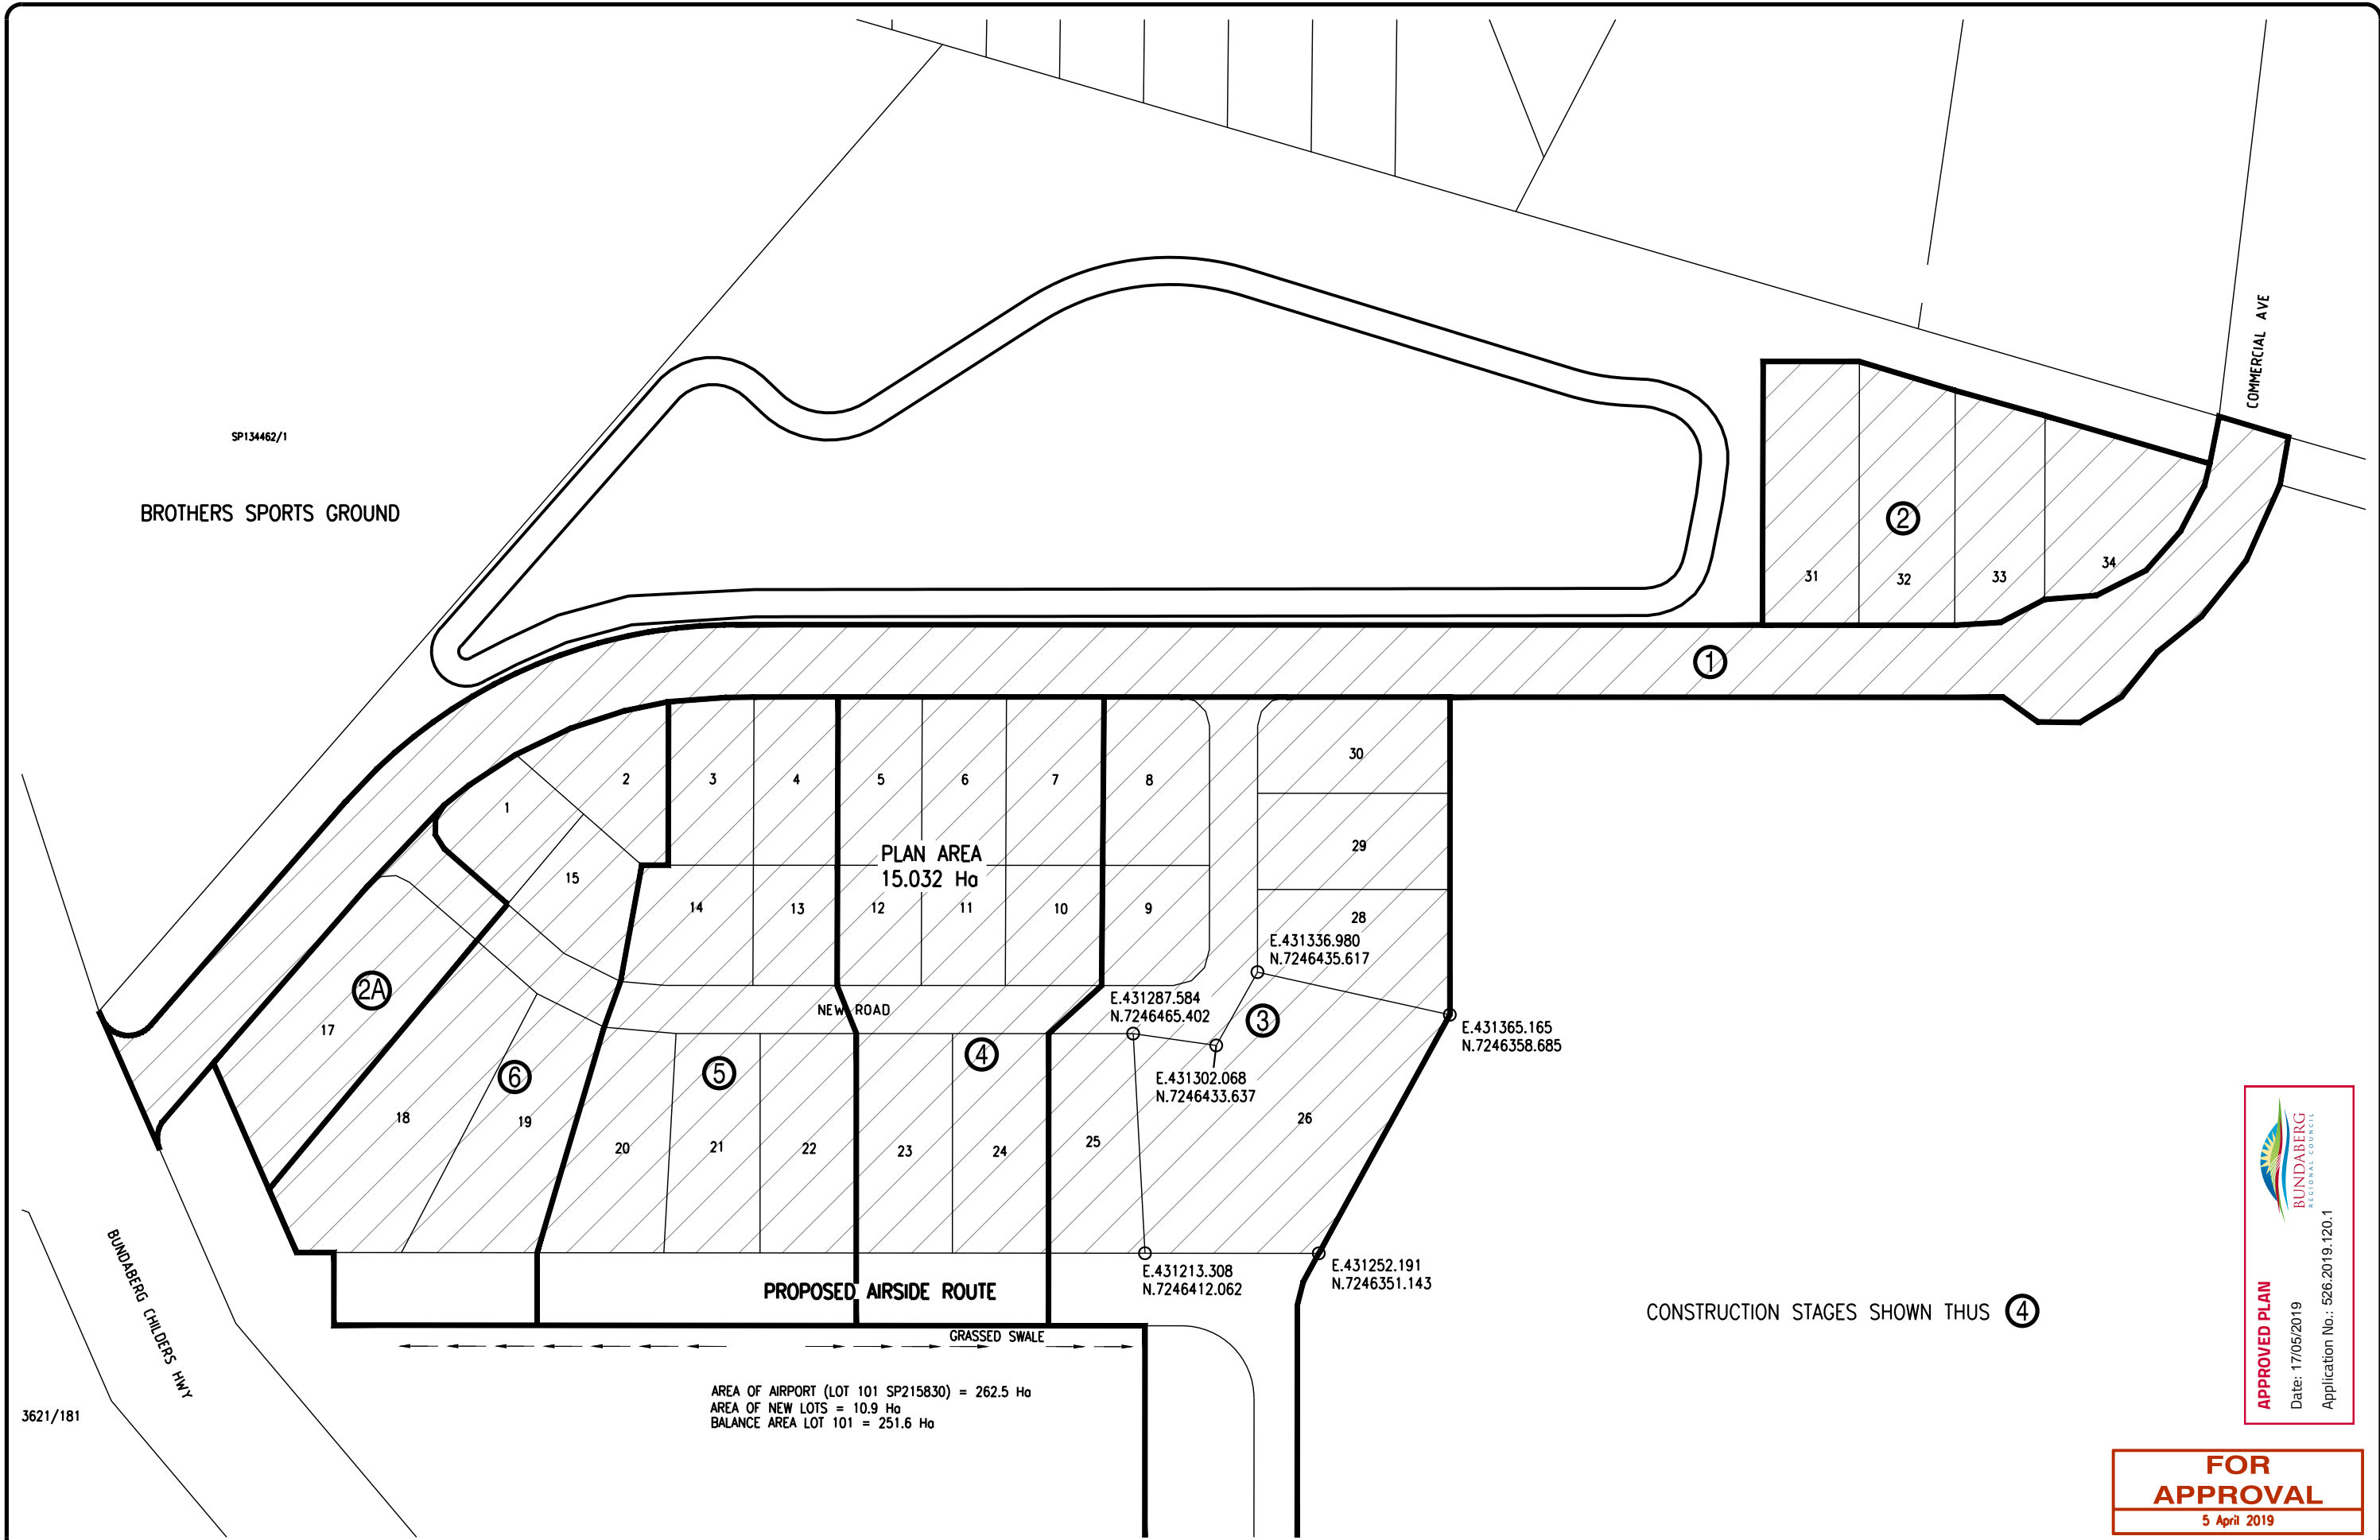 COMMERCIAL AVE
SP134462/1
BROTHERS SPORTS GROUND
2
31
32
33
34
1
30
2
3
4
5
6
7
8
1
29
PLAN AREA
15.032 Ha
15
14
13
12
11
10
9
28
E.431336.980
N.7246435.617
2A
17
NEW ROAD
E.431287.584
N.7246465.402
3
E.431365.165
N.7246358.685
4
5
6
E.431302.068
N.7246433.637
18
19
20
21
22
23
24
25
26
E.431213.308
N.7246412.062
E.431252.191
N.7246351.143
PROPOSED AIRSIDE ROUTE
GRASSED SWALE
CONSTRUCTION STAGES SHOWN THUS 4
BUNDABERG CHILDERS HWY
3621/181
AREA OF AIRPORT (LOT 101 SP215830) = 262.5 Ha
AREA OF NEW LOTS = 10.9 Ha
BALANCE AREA LOT 101 = 251.6 Ha
BUNDABERG
REGIONAL COUNCIL
APPROVED PLAN
Date: 17/05/2019
Application No.: 526.2019.120.1
FOR
APPROVAL
5 April 2019